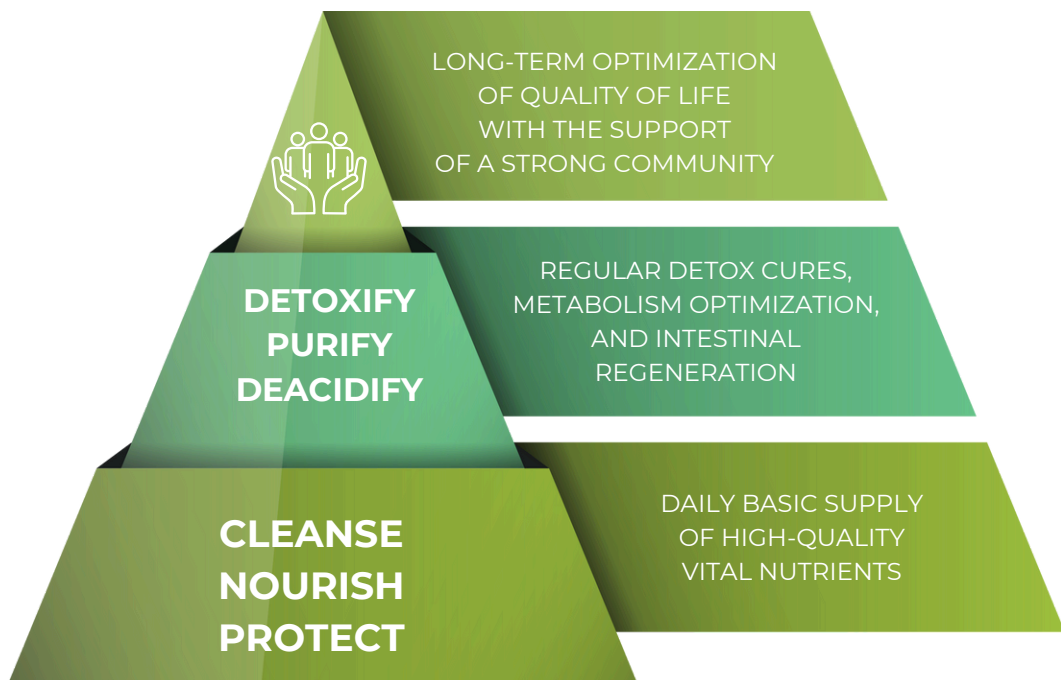 LONG-TERM OPTIMIZATION
OF QUALITY OF LIFE
WITH THE SUPPORT
OF A STRONG COMMUNITY
DETOXIFY
PURIFY
DEACIDIFY
REGULAR DETOX CURES,
METABOLISM OPTIMIZATION,
AND INTESTINAL
REGENERATION
CLEANSE
NOURISH
PROTECT
DAILY BASIC SUPPLY
OF HIGH-QUALITY
VITAL NUTRIENTS